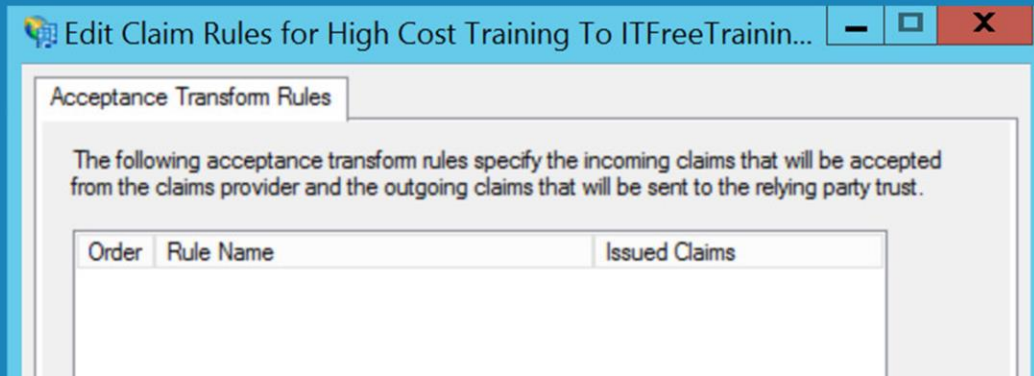 Edit Claim Rules for High Cost Training To ITFreeTrainin...
Acceptance Transform Rules
The following acceptance transform rules specify the incoming claims that will be accepted
from the claims provider and the outgoing claims that will be sent to the relying party trust.
Order Rule Name Issued Claims